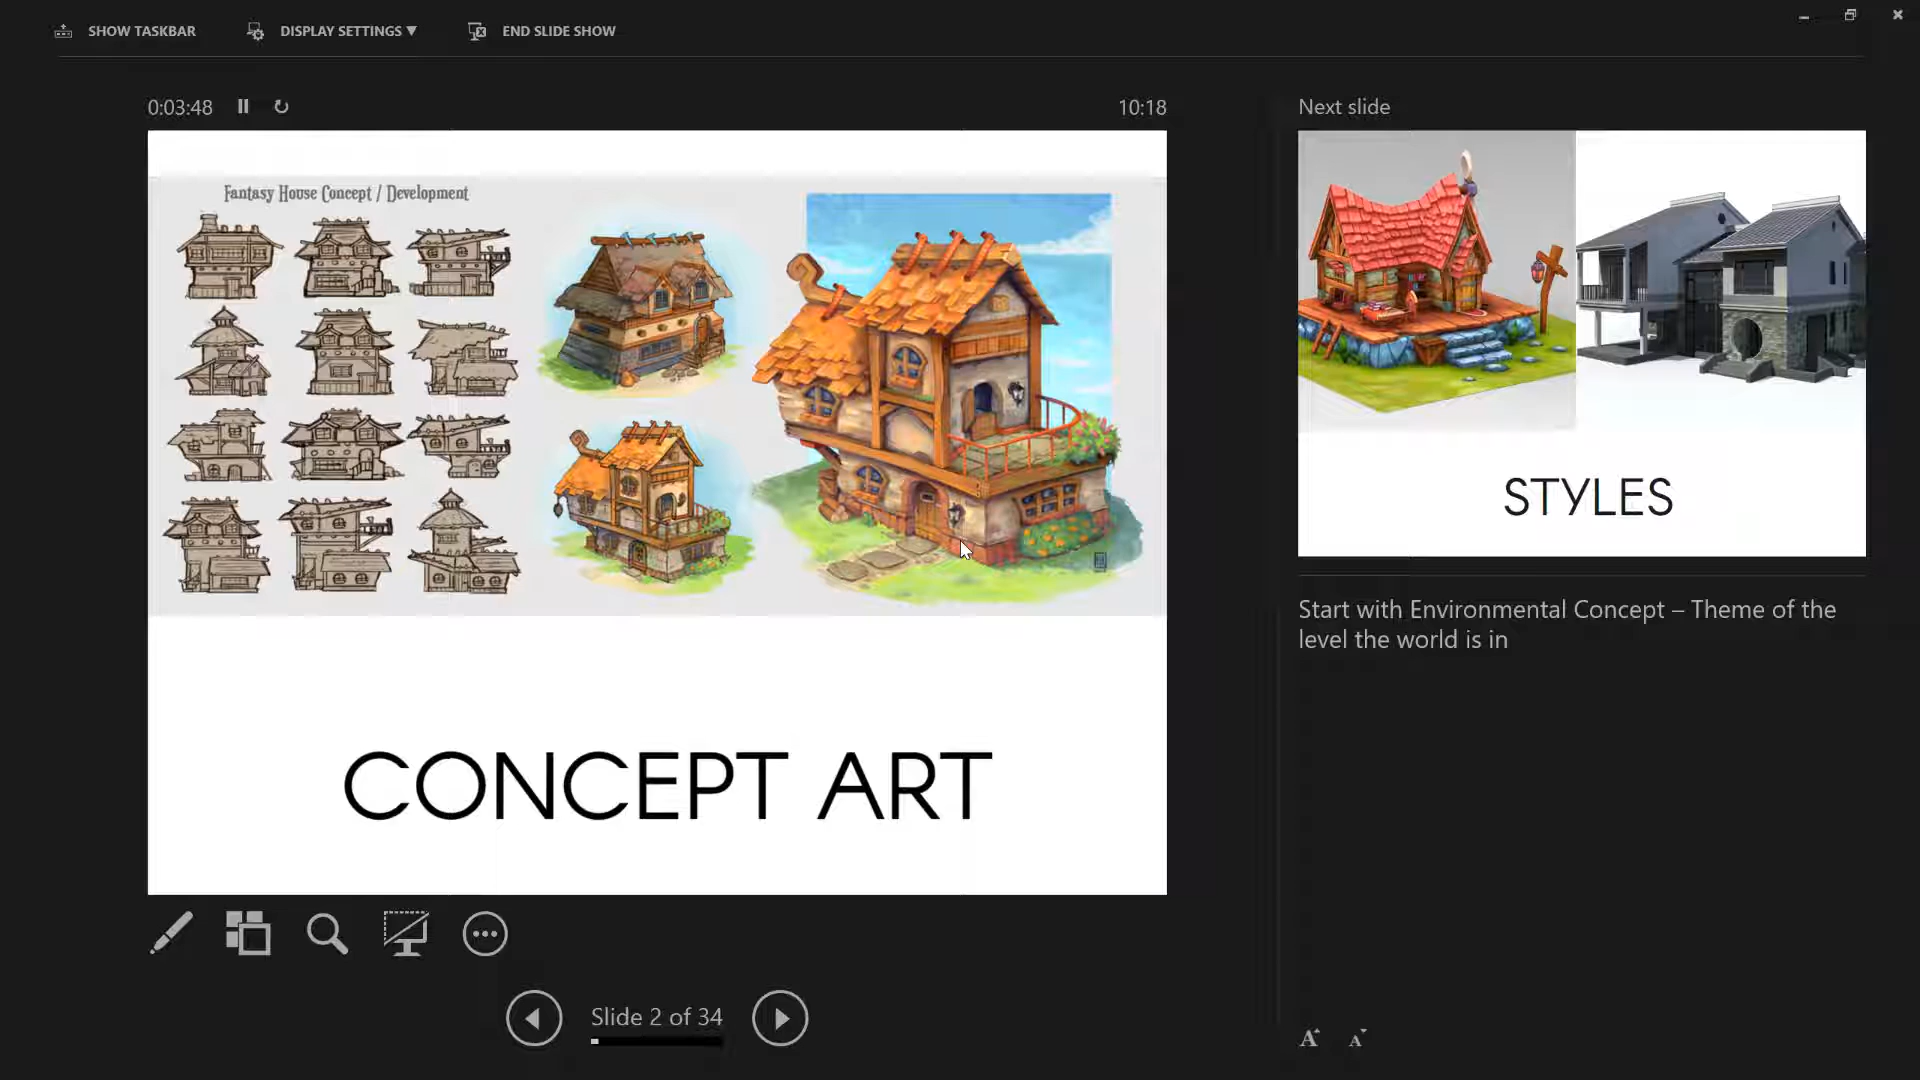 SHOW TASKBAR
DISPLAY SETTINGS ▼
END SLIDE SHOW
0:03:48
10:18
Next slide
Fantasy House Concept / Development
CONCEPT ART
STYLES
Start with Environmental Concept – Theme of the
level the world is in
Slide 2 of 34
A
A